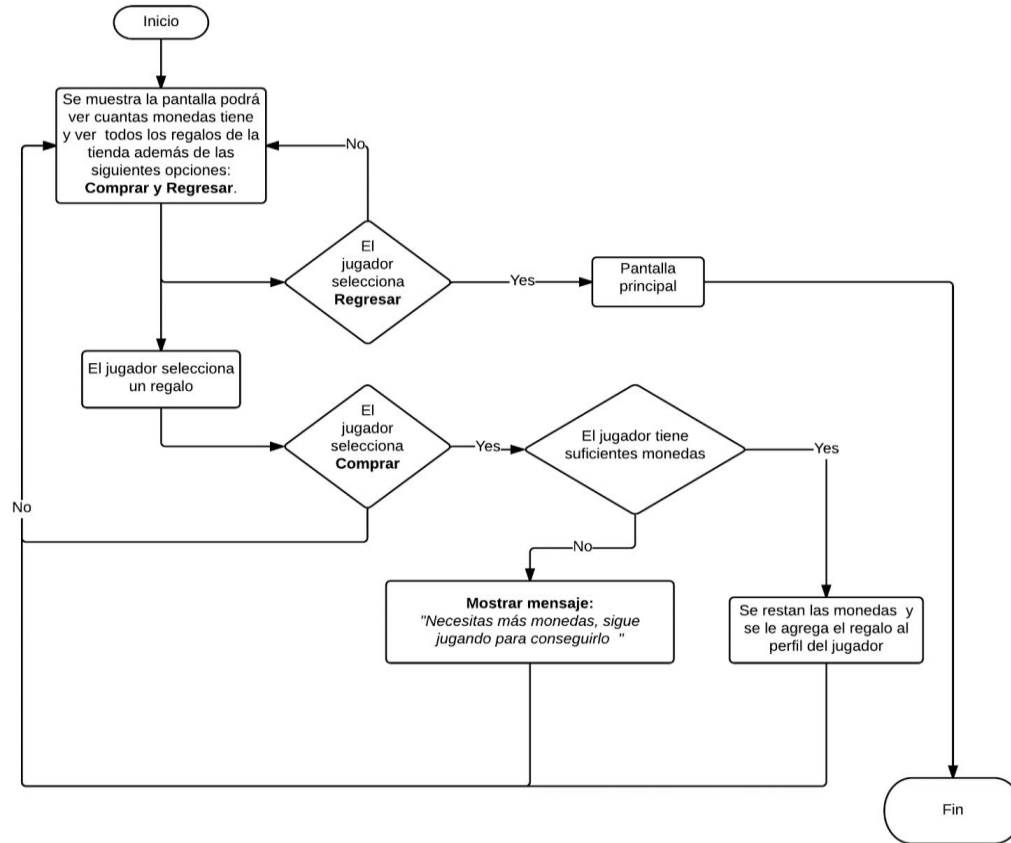 Inicio
Se muestra la pantalla podrá
ver cuantas monedas tiene
y ver todos los regalos de la
tienda además de las
siguientes opciones:
Comprar y Regresar.
No
El
jugador
selecciona
Regresar
Yes
Pantalla
principal
El jugador selecciona
un regalo
El
jugador
selecciona
Comprar
Yes
El jugador tiene
suficientes monedas
Yes
No
No
Mostrar mensaje:
"Necesitas más monedas, sigue
jugando para conseguirlo "
Se restan las monedas y
se le agrega el regalo al
perfil del jugador
Fin